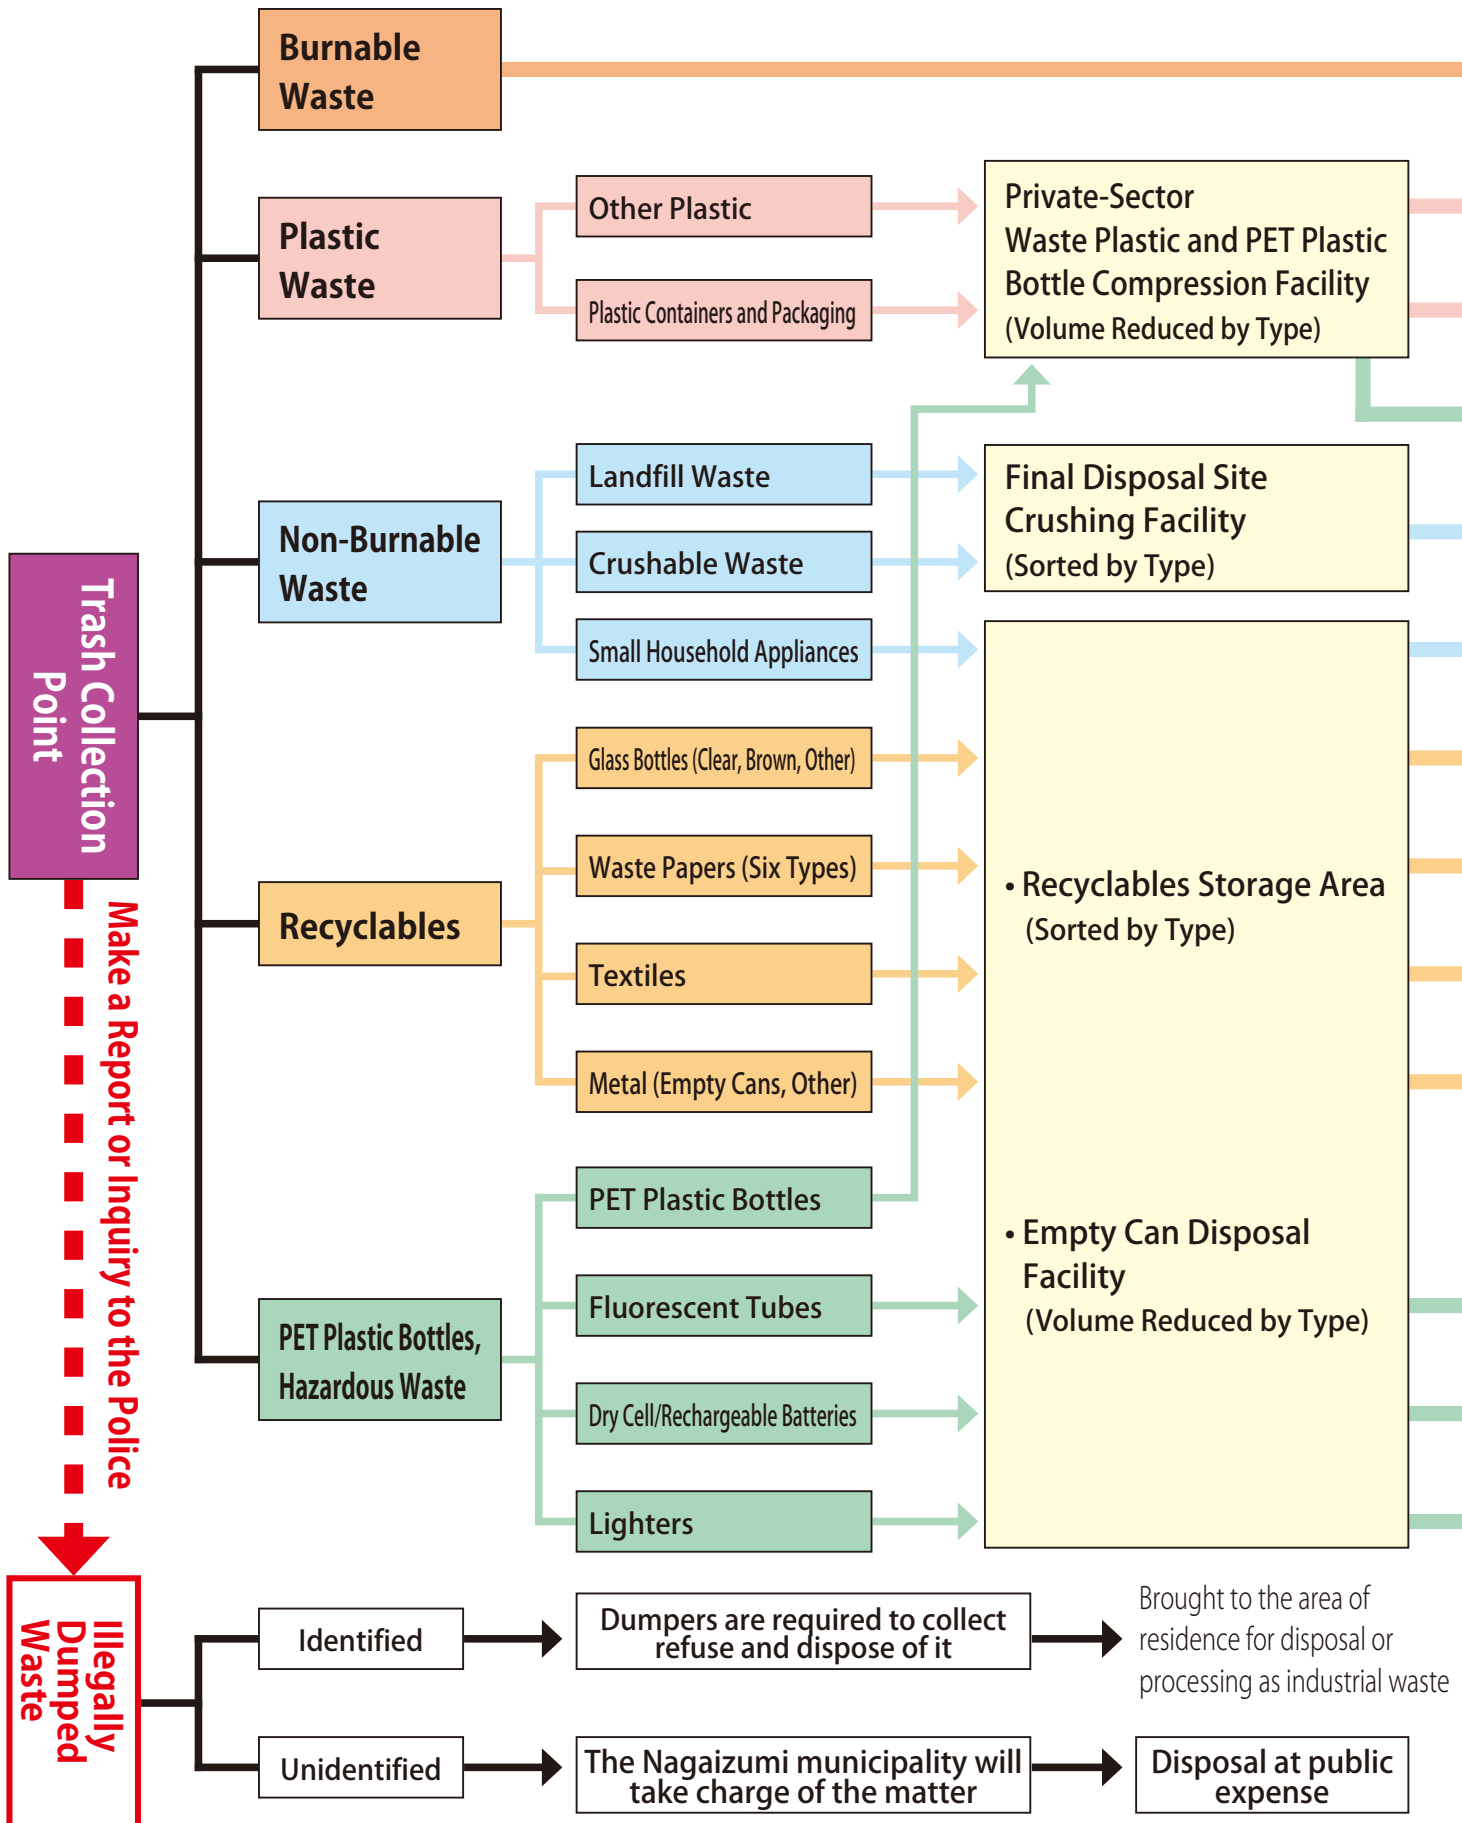 Trash Collection
Point
Make a Report or Inquiry to the Police
Burnable
Waste
Plastic
Waste
Other Plastic
Plastic Containers and Packaging
Private-Sector
Waste Plastic and PET Plastic
Bottle Compression Facility
(Volume Reduced by Type)
Non-Burnable
Waste
Landfill Waste
Crushable Waste
Small Household Appliances
Final Disposal Site
Crushing Facility
(Sorted by Type)
Recyclables
Glass Bottles (Clear, Brown, Other)
Waste Papers (Six Types)
Textiles
Metal (Empty Cans, Other)
• Recyclables Storage Area
(Sorted by Type)
• Empty Can Disposal
Facility
(Volume Reduced by Type)
PET Plastic Bottles,
Hazardous Waste
PET Plastic Bottles
Fluorescent Tubes
Dry Cell/Rechargeable Batteries
Lighters
Illegally
Dumped
Waste
Identified
Dumpers are required to collect
refuse and dispose of it
Brought to the area of
residence for disposal or
processing as industrial waste
Unidentified
The Nagaizumi municipality will
take charge of the matter
Disposal at public
expense